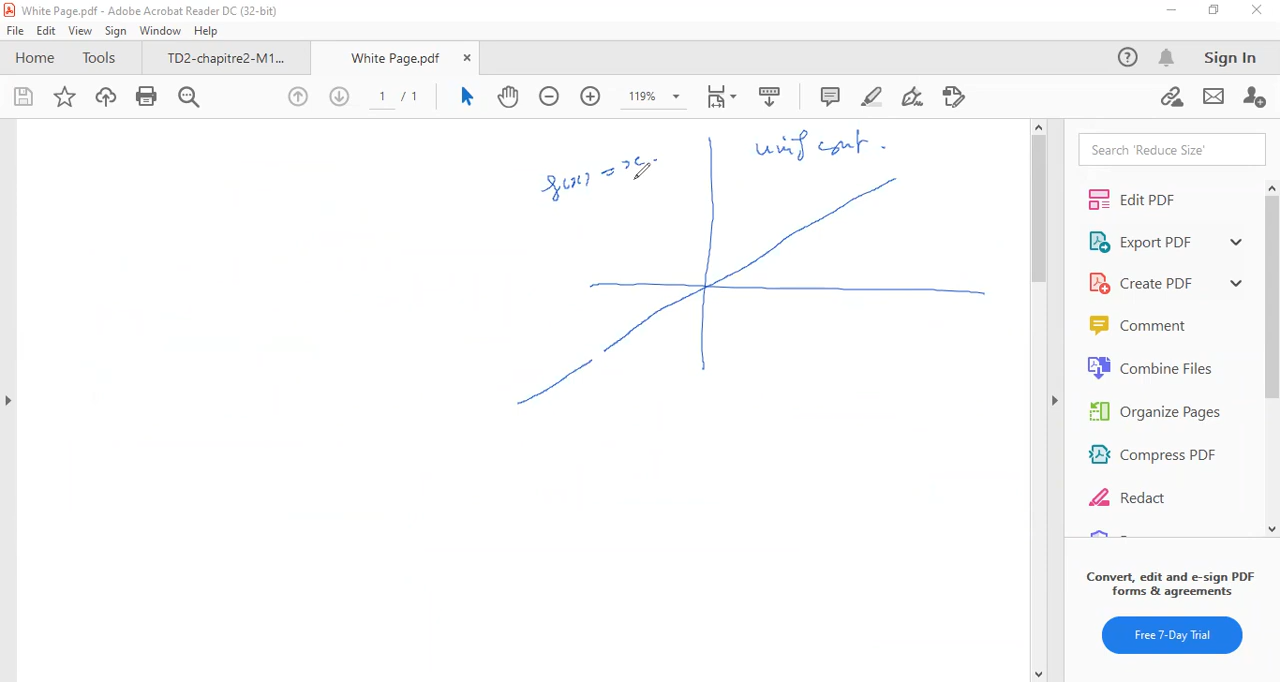 White Page.pdf - Adobe Acrobat Reader DC (32-bit)
File Edit View Sign Window Help
Home Tools TD2-chapitre2-M1... White Page.pdf × Sign In
1 / 1 119%
unif cont.
f(x) = x.
Search 'Reduce Size'
Edit PDF
Export PDF
Create PDF
Comment
Combine Files
Organize Pages
Compress PDF
Redact
Convert, edit and e-sign PDF
forms & agreements
Free 7-Day Trial